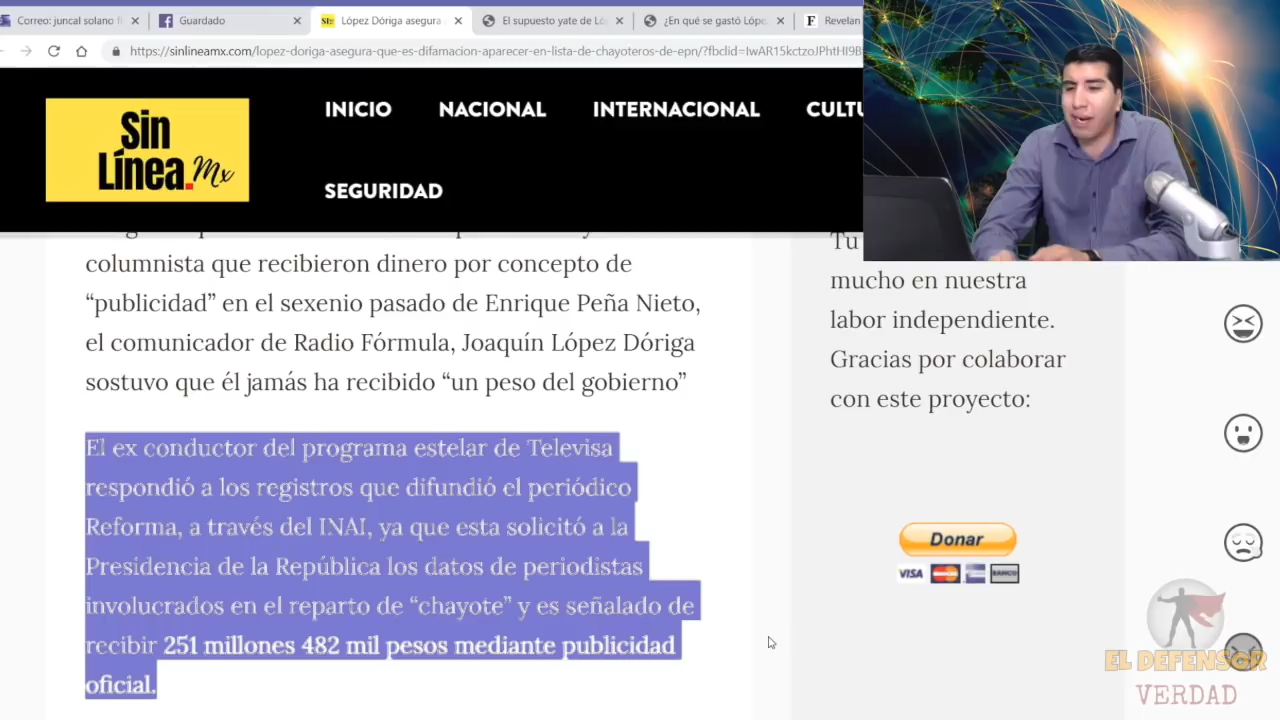 Correo: juncal solano f
Guardado
López Dóriga asegura
El supuesto yate de Ló
¿En qué se gastó Lópe
Revelan
https://sinlineamx.com/lopez-doriga-asegura-que-es-difamacion-aparecer-en-lista-de-chayoteros-de-epn/?fbclid=IwAR15kctzoJPhtHI9B
Sin
Línea.Mx
INICIO NACIONAL INTERNACIONAL CULTU
SEGURIDAD
columnista que recibieron dinero por concepto de
“publicidad” en el sexenio pasado de Enrique Peña Nieto,
el comunicador de Radio Fórmula, Joaquín López Dóriga
sostuvo que él jamás ha recibido “un peso del gobierno”
El ex conductor del programa estelar de Televisa
respondió a los registros que difundió el periódico
Reforma, a través del INAI, ya que esta solicitó a la
Presidencia de la República los datos de periodistas
involucrados en el reparto de “chayote” y es señalado de
recibir 251 millones 482 mil pesos mediante publicidad
oficial.
Tu
mucho en nuestra
labor independiente.
Gracias por colaborar
con este proyecto:
Donar
VISA
BANCO
EL DEFENSOR
VERDAD